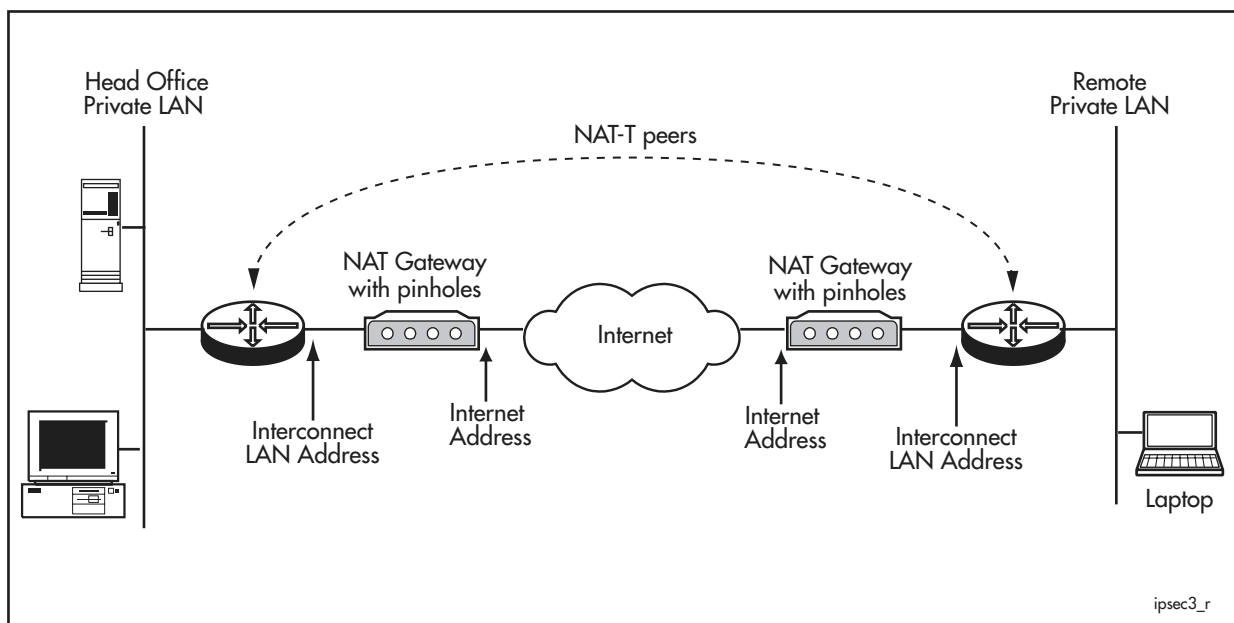 Head Office
Private LAN
Remote
Private LAN
NAT-T peers
NAT Gateway
with pinholes
NAT Gateway
with pinholes
Internet
Interconnect
LAN Address
Internet
Address
Internet
Address
Interconnect
LAN Address
Laptop
ipsec3_r